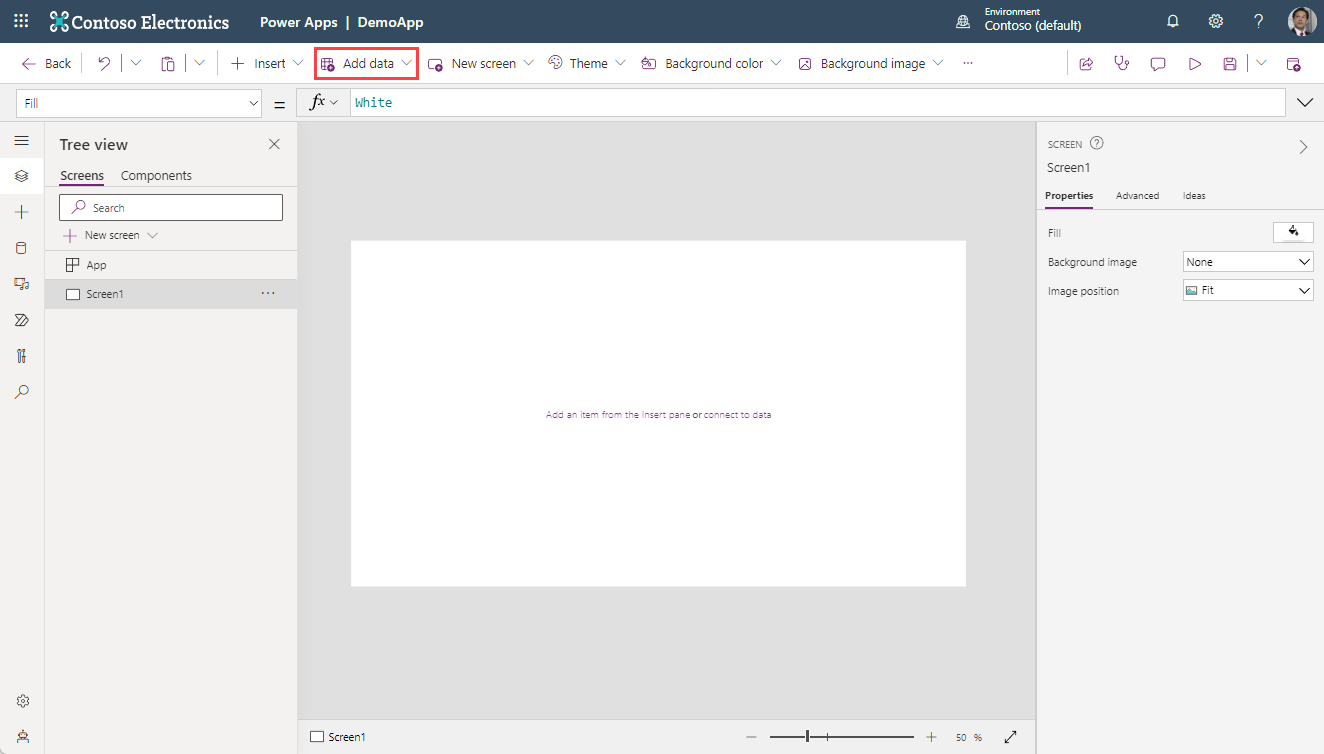 Contoso Electronics Power Apps | DemoApp Environment
Contoso (default) ?
Back Insert Add data New screen Theme Background color Background image ...
Fill = fx White
Tree view
Screens Components
Search
New screen
App
Screen1 ...
Add an item from the Insert pane or connect to data
SCREEN ?
Screen1
Properties Advanced Ideas
Fill
Background image None
Image position Fit
Screen1 50 %